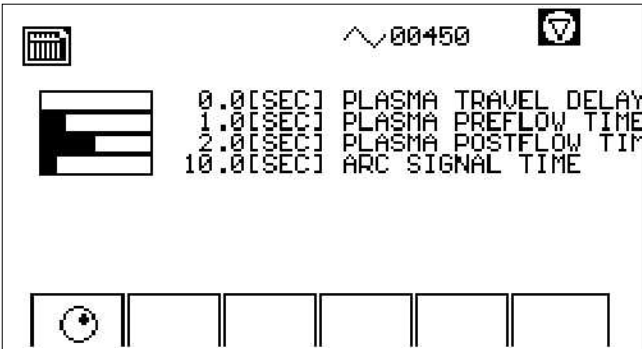 00450
0.0[SEC] PLASMA TRAVEL DELAY
1.0[SEC] PLASMA PREFLOW TIME
2.0[SEC] PLASMA POSTFLOW TIM
10.0[SEC] ARC SIGNAL TIME